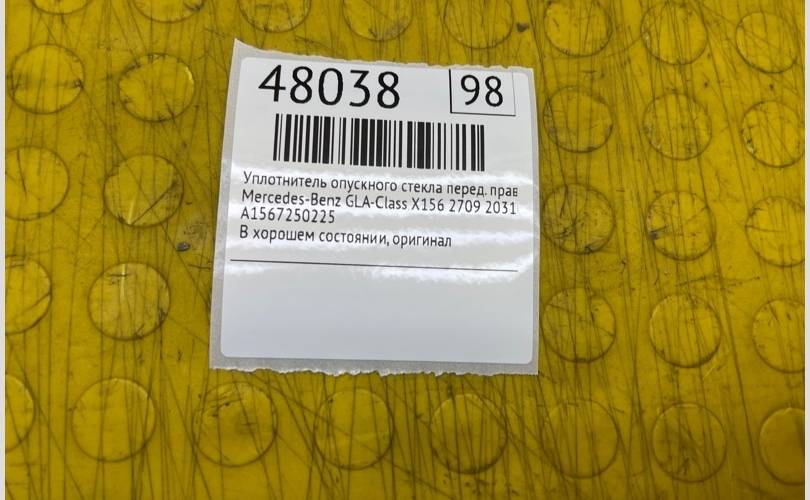 48038 98
Уплотнитель опускного стекла перед. прав
Mercedes-Benz GLA-Class X156 2709 2031
A1567250225
В хорошем состоянии, оригинал